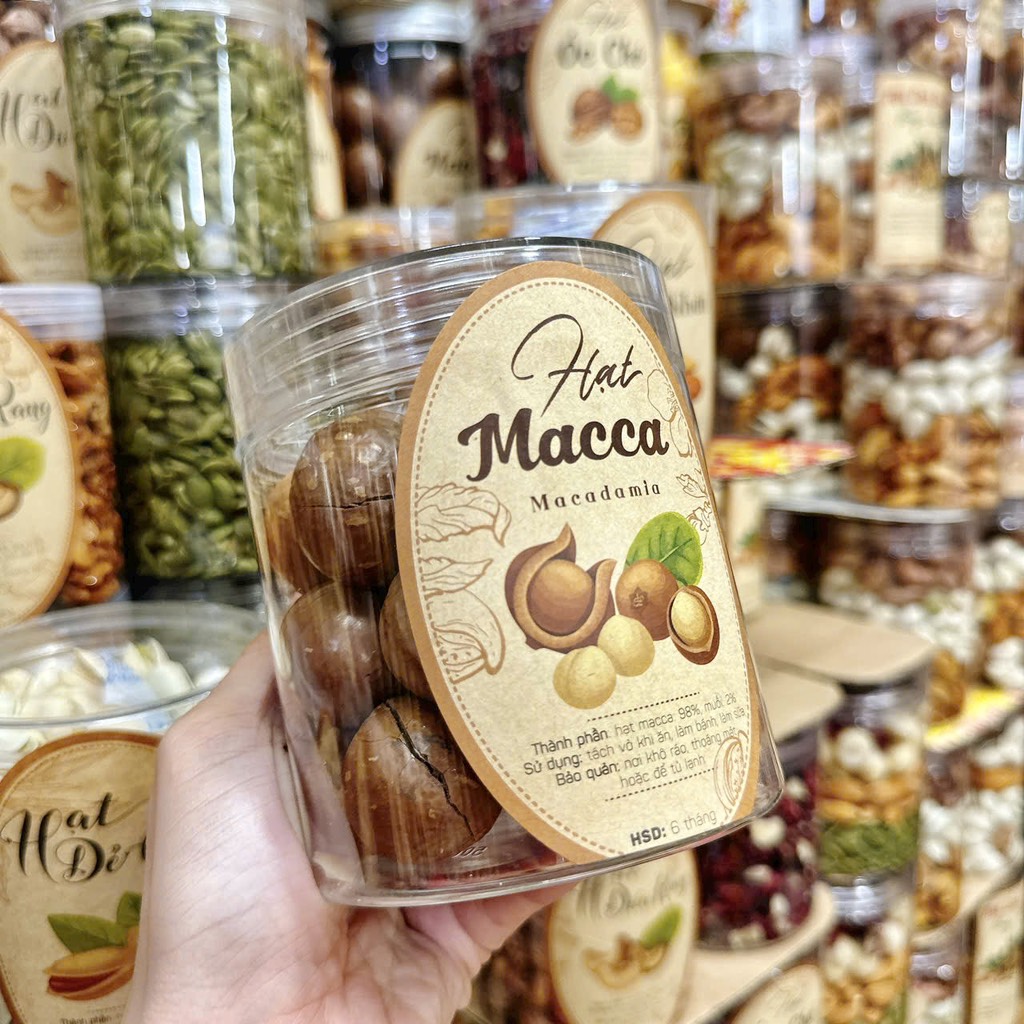 Hạt
Macca
Macadamia
Thành phần: hạt macca 98%, muối 2%
Sử dụng: tách vỏ khi ăn, làm bánh, làm sữa
Bảo quản: nơi khô ráo, thoáng mát
hoặc để tủ lạnh
HSD: 6 tháng
Hạt
Óc Chó
Hạt
Rang
Hạt